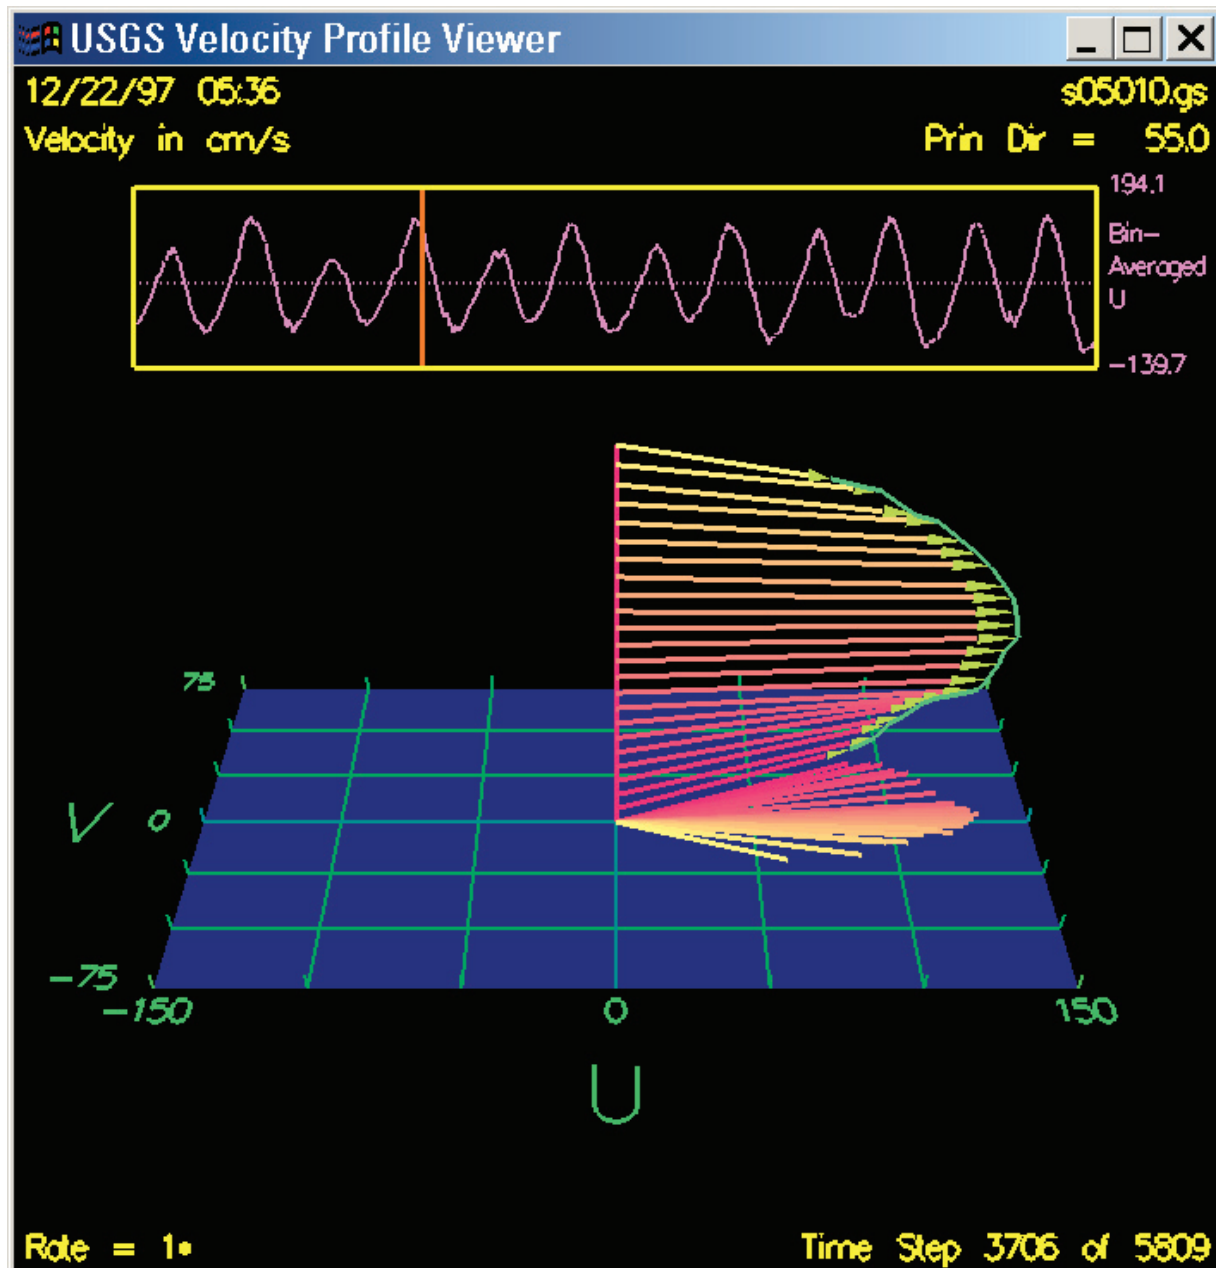 USGS Velocity Profile Viewer
12/22/97 05:36 s05010.gs
Velocity in cm/s Prin Dir = 55.0
194.1
Bin-
Averaged
U
-139.7
75
V 0
-75
-150 0 150
U
Rate = 1*
Time Step 3706 of 5809